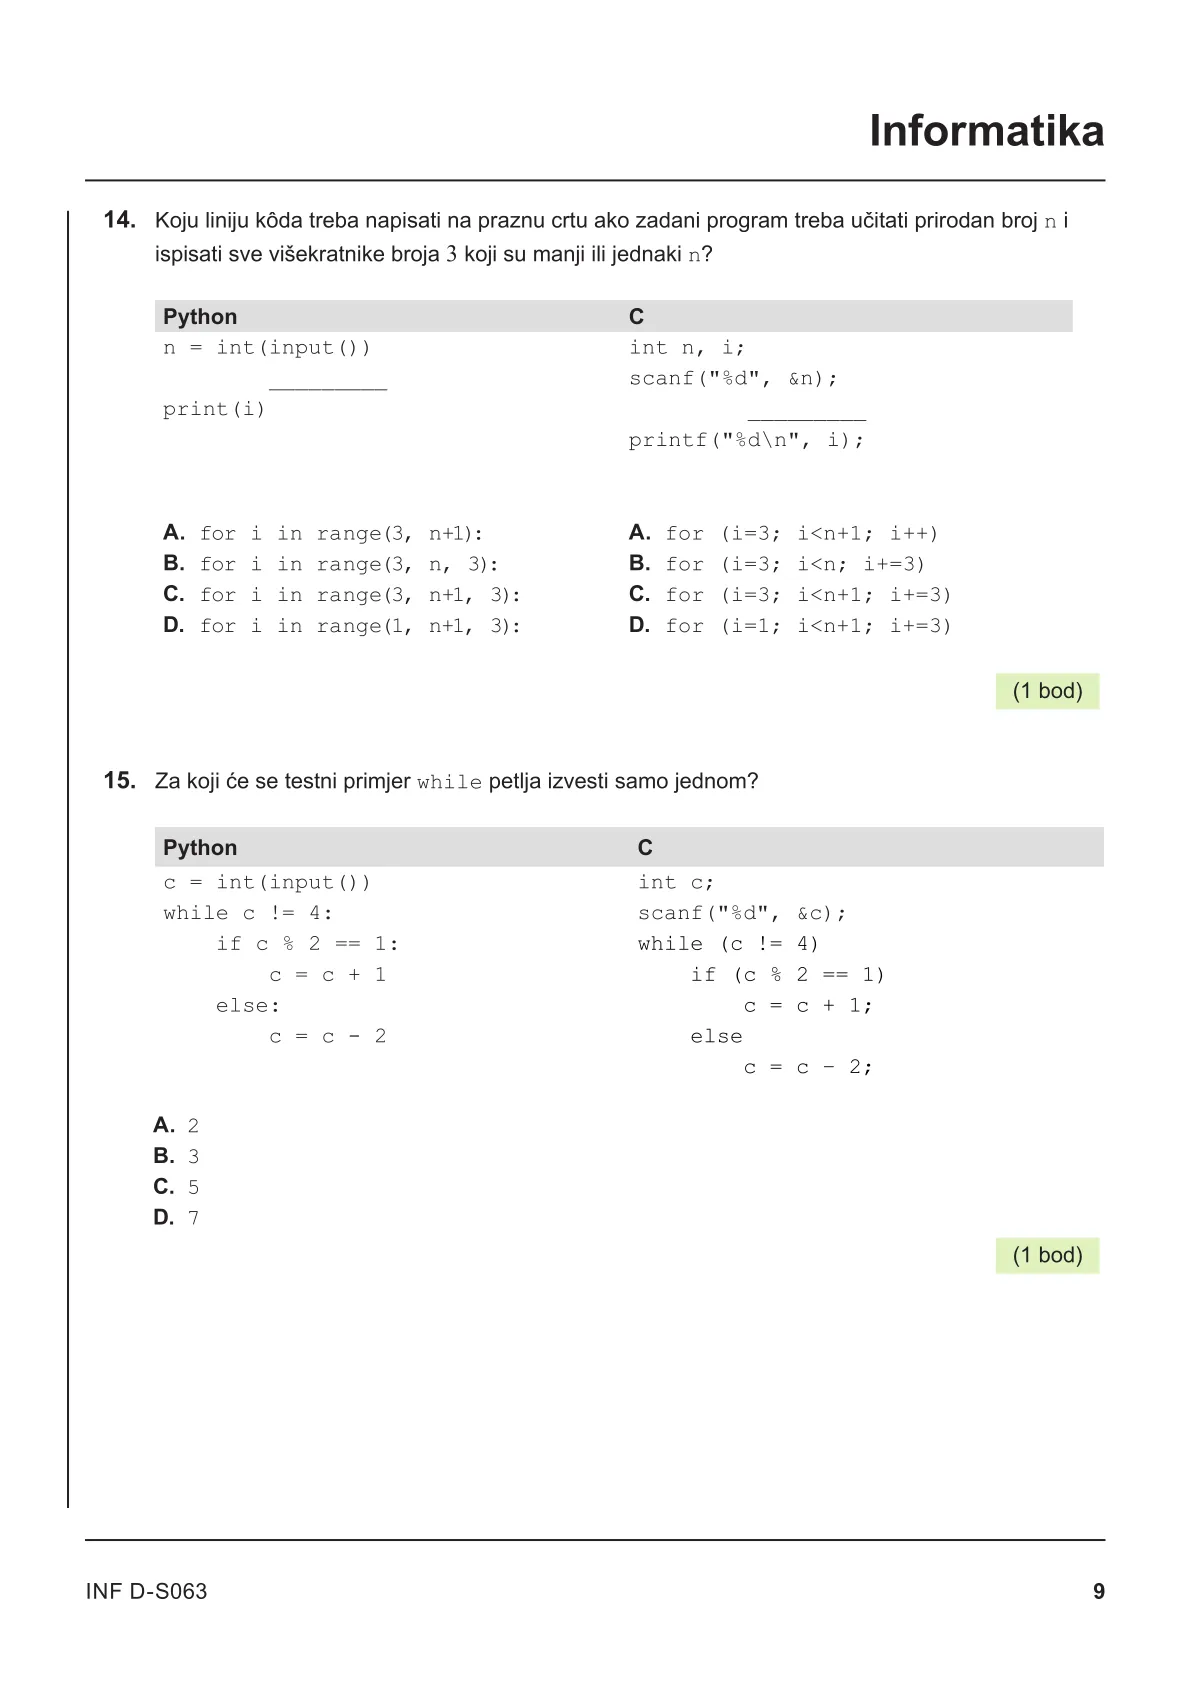 Informatika
14. Koju liniju kôda treba napisati na praznu crtu ako zadani program treba učitati prirodan broj n i
ispisati sve višekratnike broja 3 koji su manji ili jednaki n?
Python C
n = int(input()) int n, i;
_________ scanf("%d", &n);
print(i) _________
printf("%d\n", i);
A. for i in range(3, n+1): A. for (i=3; i<n+1; i++)
B. for i in range(3, n, 3): B. for (i=3; i<n; i+=3)
C. for i in range(3, n+1, 3): C. for (i=3; i<n+1; i+=3)
D. for i in range(1, n+1, 3): D. for (i=1; i<n+1; i+=3)
(1 bod)
15. Za koji će se testni primjer while petlja izvesti samo jednom?
Python C
c = int(input()) int c;
while c != 4: scanf("%d", &c);
if c % 2 == 1: while (c != 4)
c = c + 1 if (c % 2 == 1)
else: c = c + 1;
c = c - 2 else
c = c – 2;
A. 2
B. 3
C. 5
D. 7
(1 bod)
INF D-S063 9